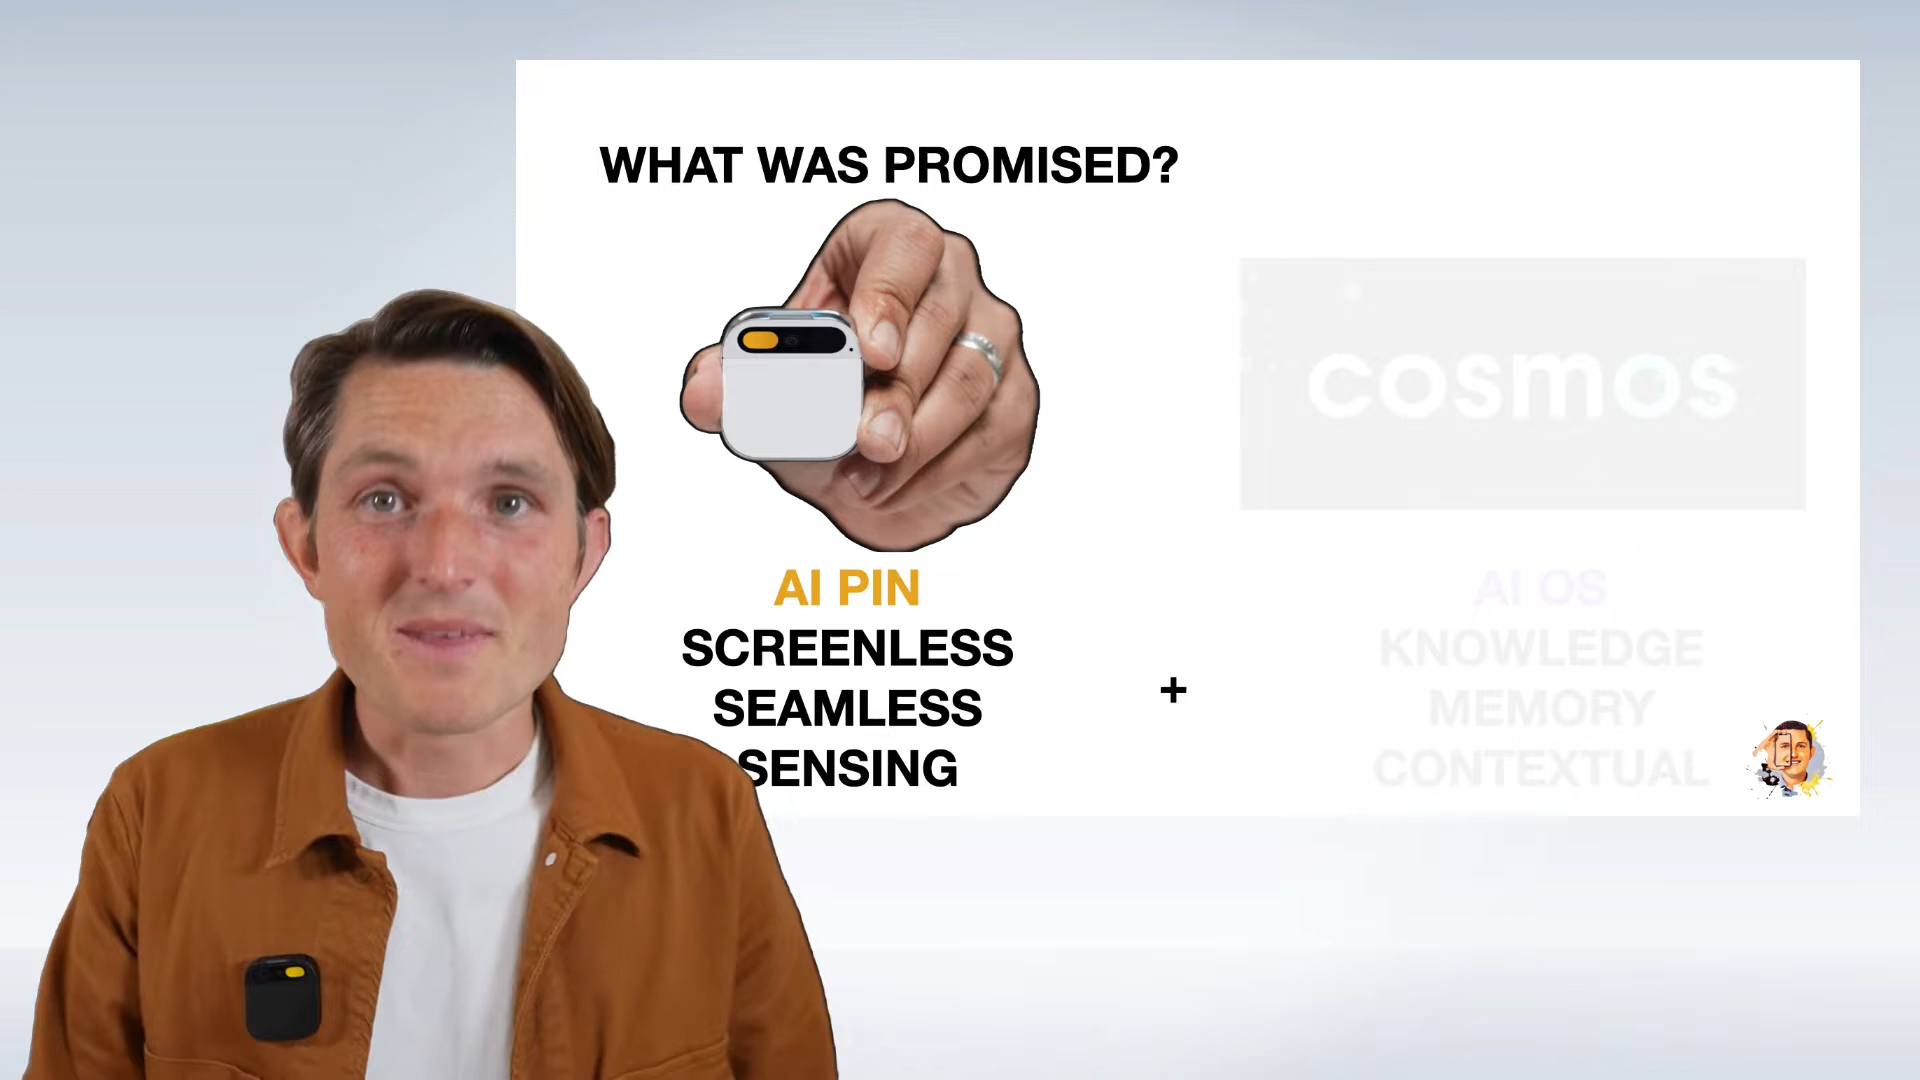 WHAT WAS PROMISED?
cosmos
AI PIN
SCREENLESS
SEAMLESS
SENSING
+
AI OS
KNOWLEDGE
MEMORY
CONTEXTUAL